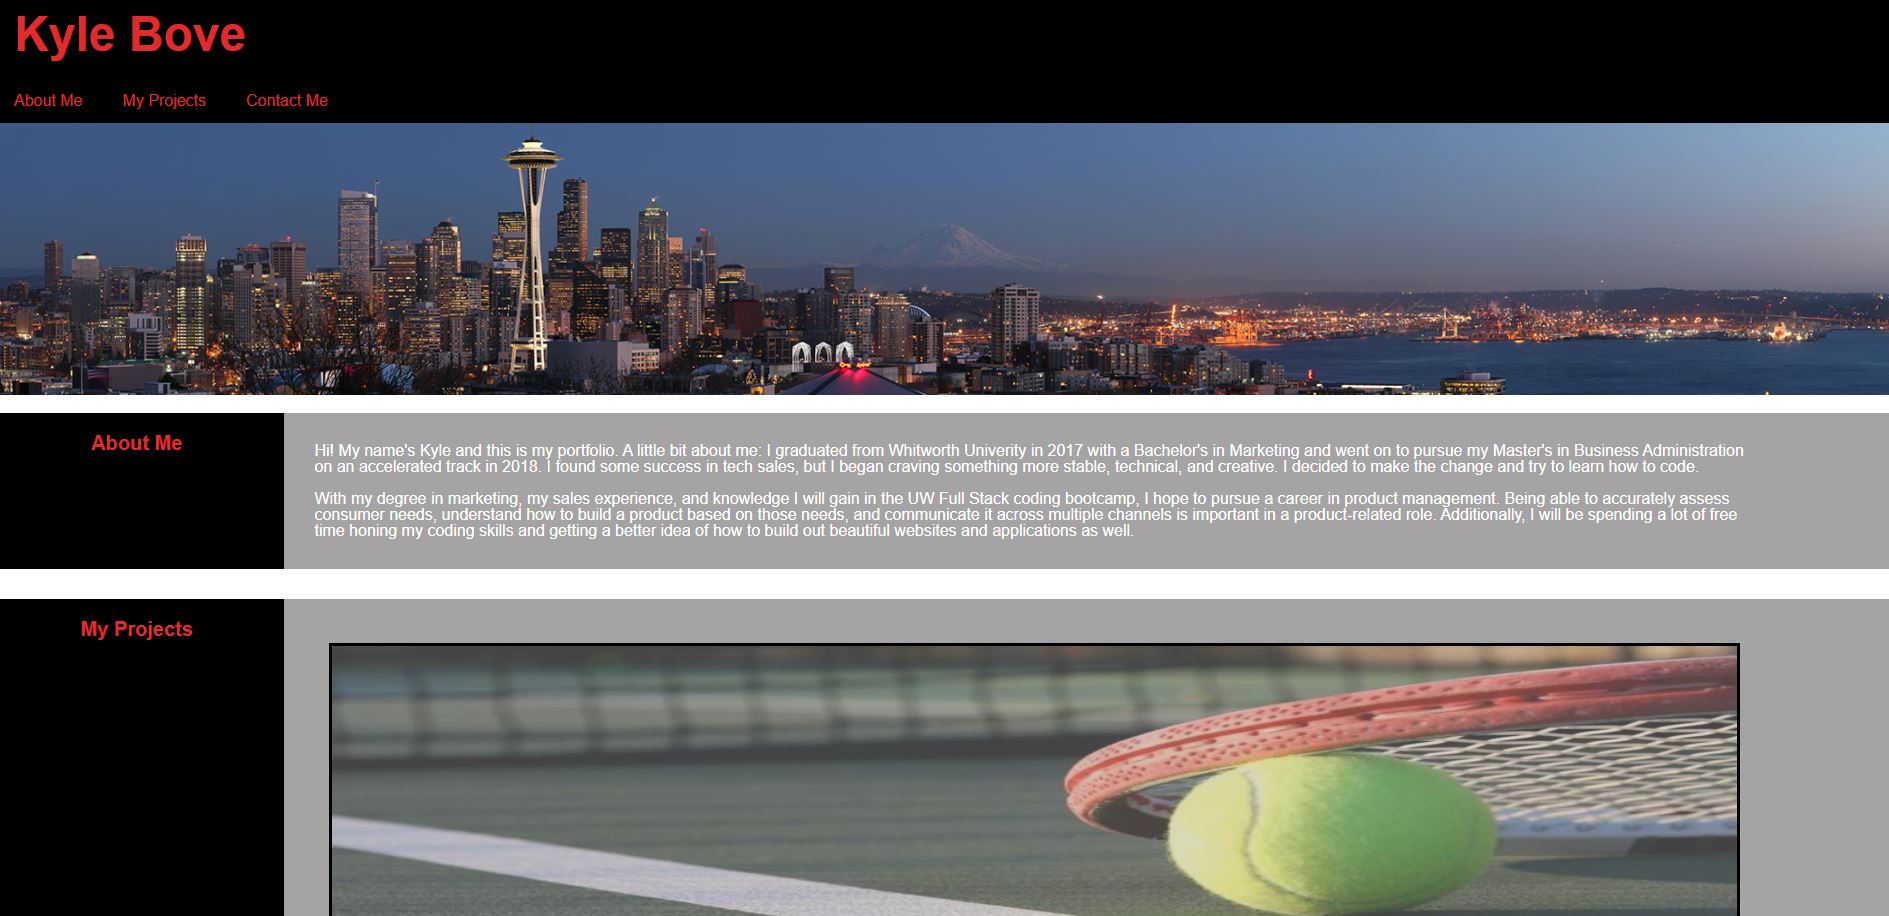 Kyle Bove
About Me My Projects Contact Me
About Me
Hi! My name's Kyle and this is my portfolio. A little bit about me: I graduated from Whitworth Univerity in 2017 with a Bachelor's in Marketing and went on to pursue my Master's in Business Administration
on an accelerated track in 2018. I found some success in tech sales, but I began craving something more stable, technical, and creative. I decided to make the change and try to learn how to code.
With my degree in marketing, my sales experience, and knowledge I will gain in the UW Full Stack coding bootcamp, I hope to pursue a career in product management. Being able to accurately assess
consumer needs, understand how to build a product based on those needs, and communicate it across multiple channels is important in a product-related role. Additionally, I will be spending a lot of free
time honing my coding skills and getting a better idea of how to build out beautiful websites and applications as well.
My Projects